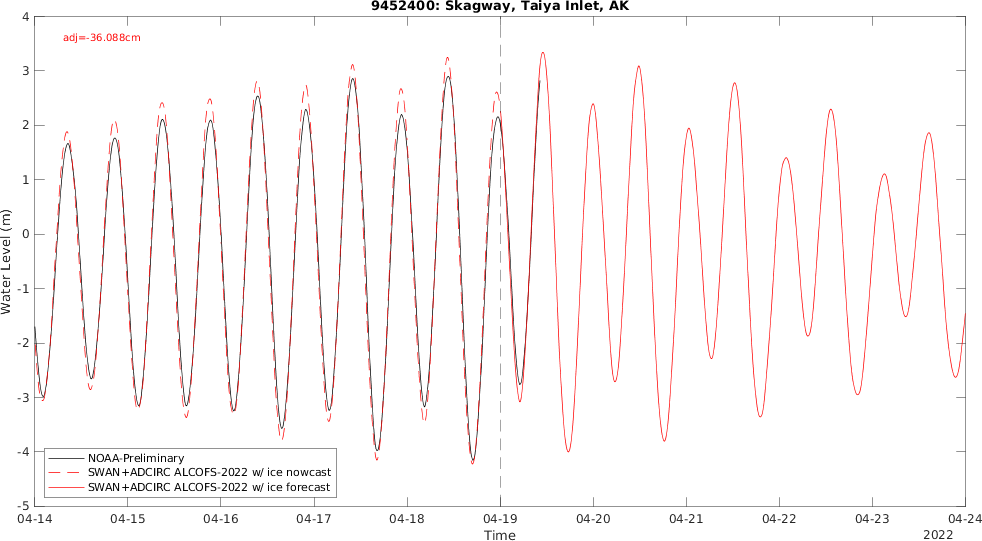 9452400: Skagway, Taiya Inlet, AK
adj=-36.088cm
4
3
2
1
0
-1
-2
-3
-4
-5
Water Level (m)
NOAA-Preliminary
SWAN+ADCIRC ALCOFS-2022 w/ ice nowcast
SWAN+ADCIRC ALCOFS-2022 w/ ice forecast
04-14 04-15 04-16 04-17 04-18 04-19 04-20 04-21 04-22 04-23 04-24
Time
2022